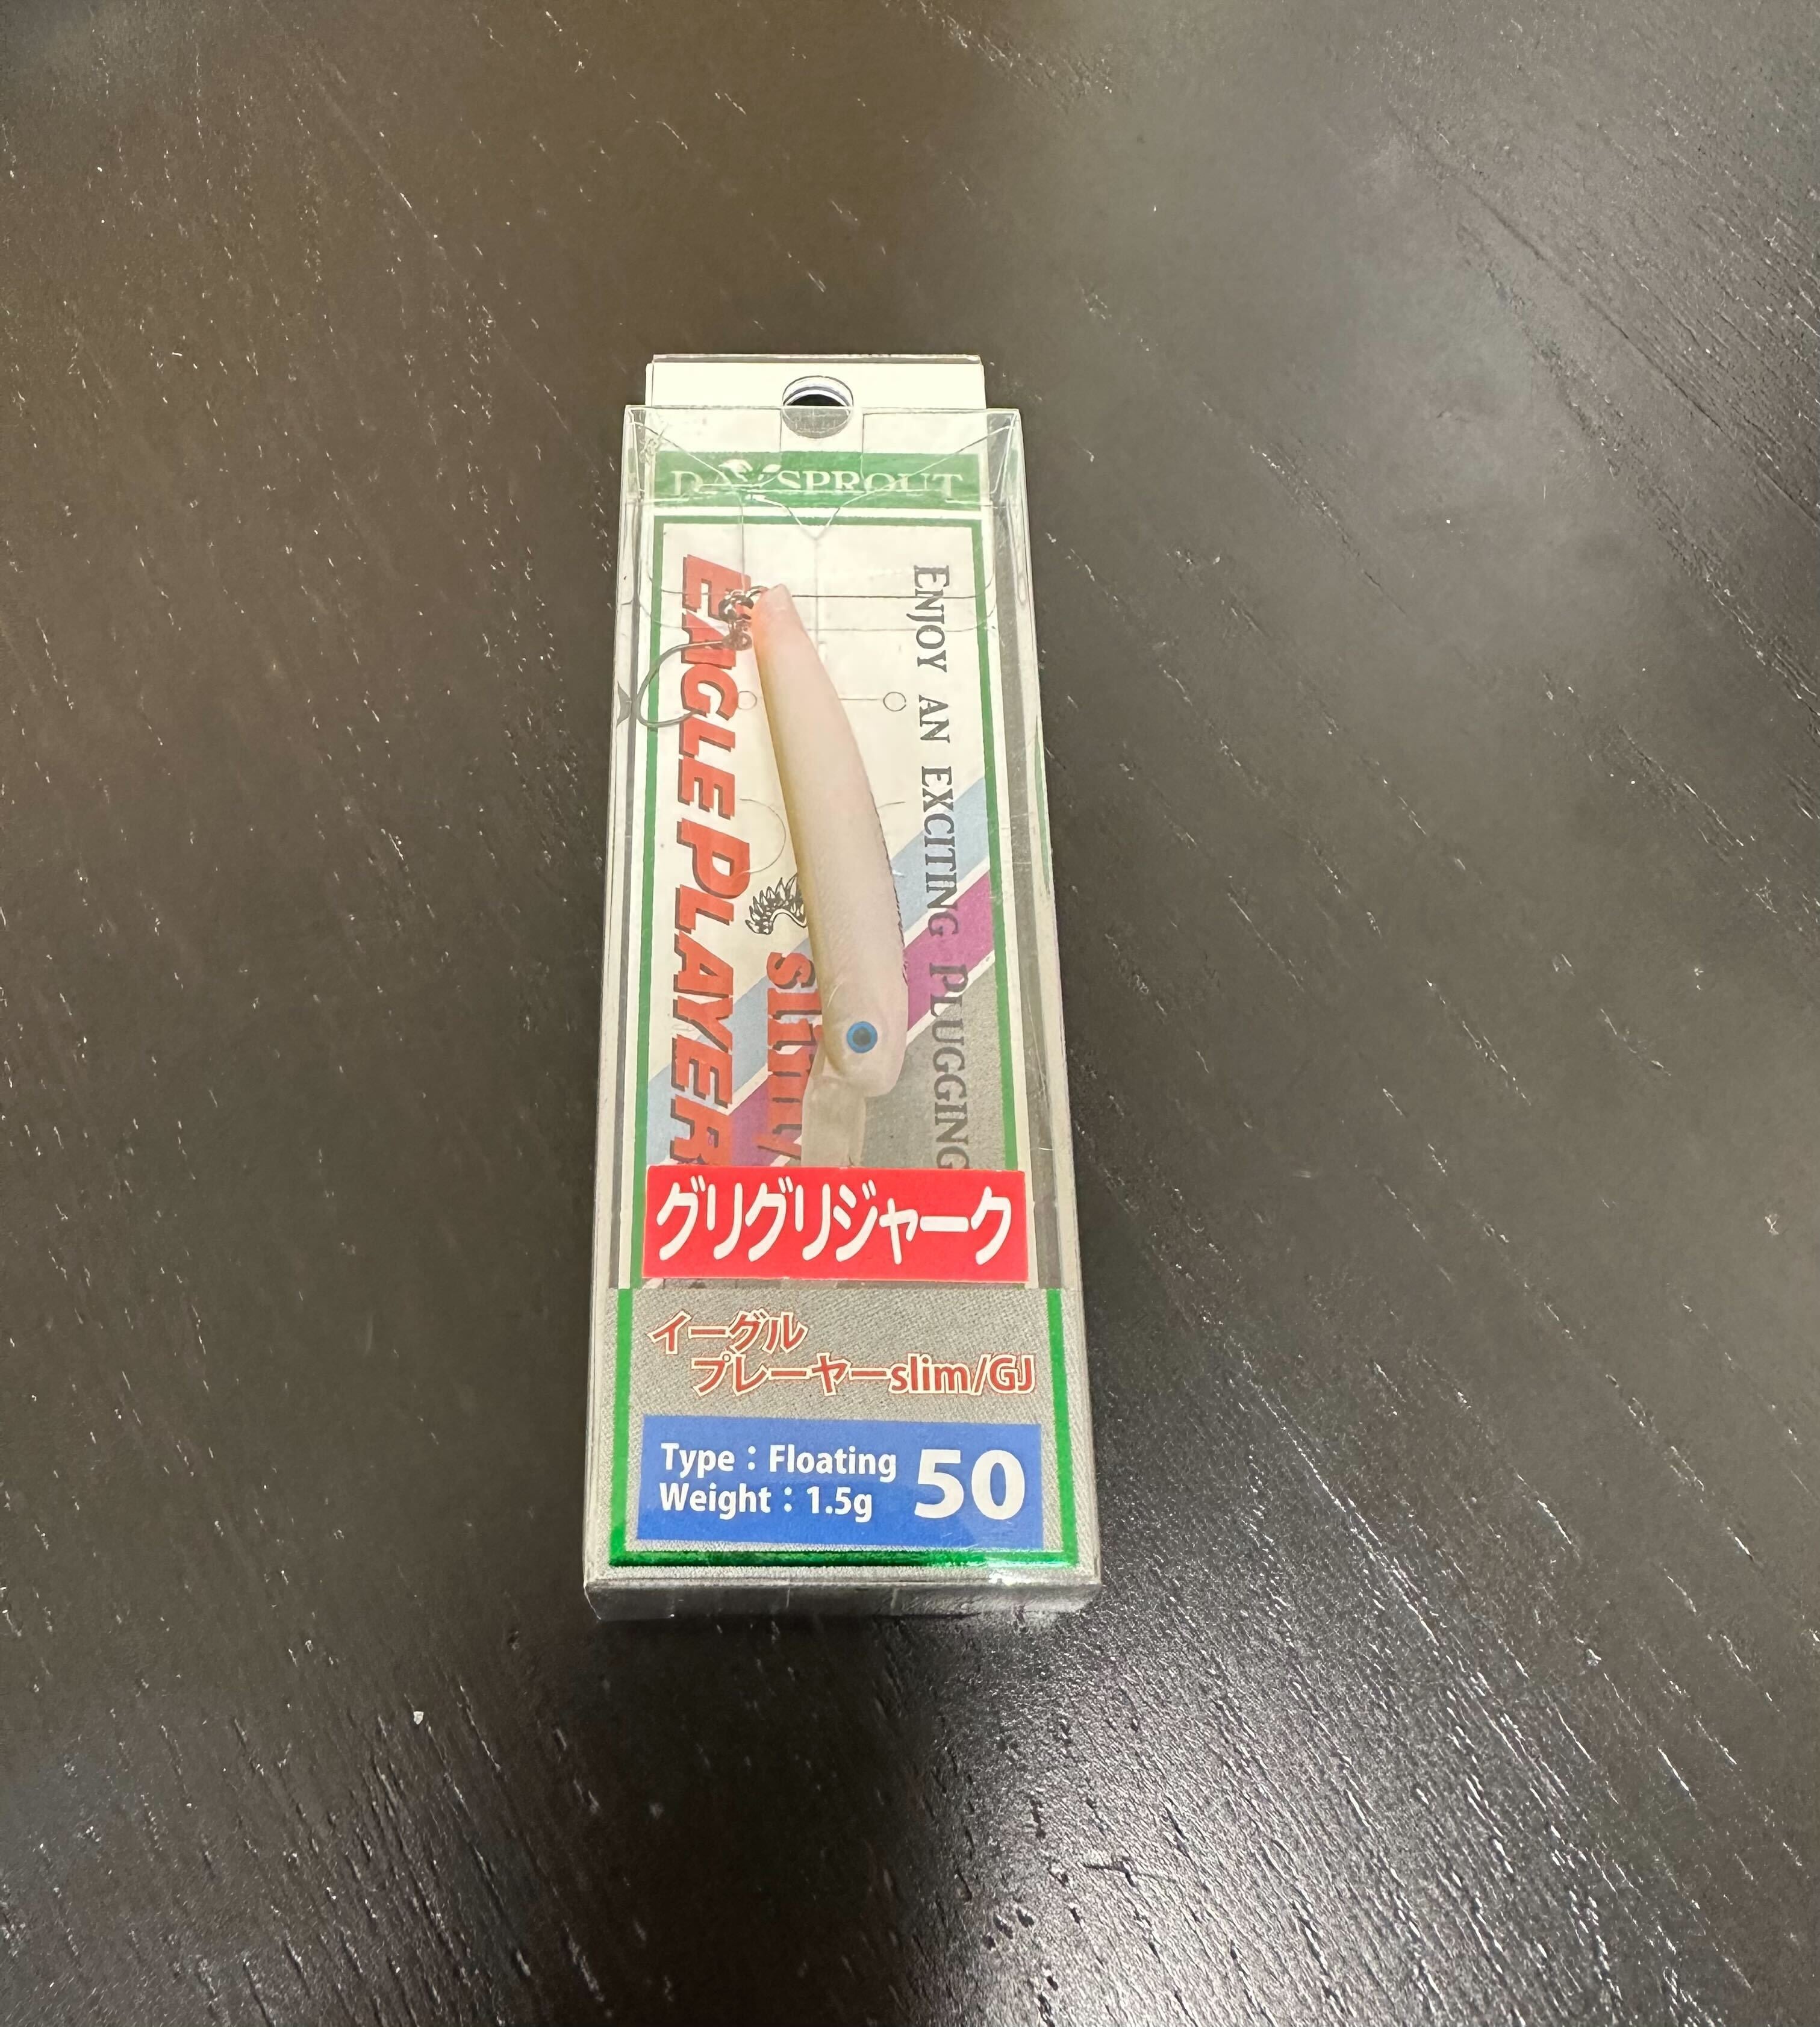 DAYSPROUT
EAGLE PLAYER
slim/
ENJOY AN EXCITING PLUGGING
グリグリジャーク
イーグル
プレーヤーslim/GJ
Type：Floating
Weight：1.5g
50